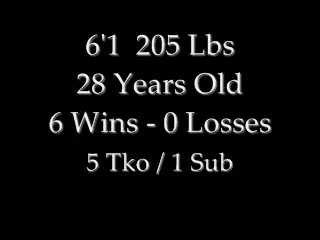 6'1 205 Lbs
28 Years Old
6 Wins - 0 Losses
5 Tko / 1 Sub